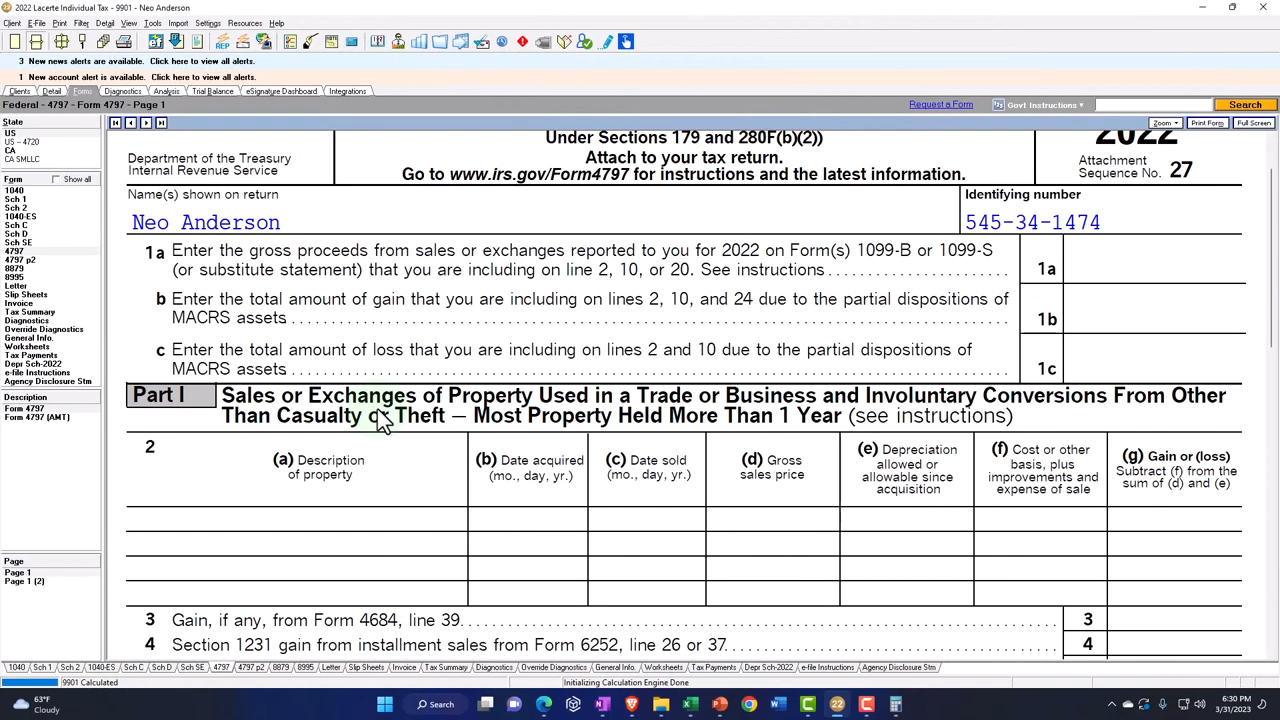 2022 Lacerte Individual Tax - 9901 - Neo Anderson
Client E-File Print Filter Detail View Tools Import Settings Resources Help
REP
3 New news alerts are available. Click here to view all alerts.
1 New account alert is available. Click here to view all alerts.
Clients Detail Forms Diagnostics Analysis Trial Balance eSignature Dashboard Integrations
Federal - 4797 - Form 4797 - Page 1
Request a Form
Govt Instructions
Search
State
US
US - 4720
CA
CA SMLLC
Form Show all
1040
Sch 1
Sch 2
1040-ES
Sch C
Sch D
Sch SE
4797
4797 p2
8879
8995
Letter
Slip Sheets
Invoice
Tax Summary
Diagnostics
Override Diagnostics
General Info.
Worksheets
Tax Payments
Depr Sch-2022
e-file Instructions
Agency Disclosure Stm
Description
Form 4797
Form 4797 (AMT)
Page
Page 1
Page 1 (2)
Zoom Print Form Full Screen
Department of the Treasury
Internal Revenue Service
Under Sections 179 and 280F(b)(2))
Attach to your tax return.
Go to www.irs.gov/Form4797 for instructions and the latest information.
2022
Attachment
Sequence No. 27
Name(s) shown on return
Neo Anderson
Identifying number
545-34-1474
1a Enter the gross proceeds from sales or exchanges reported to you for 2022 on Form(s) 1099-B or 1099-S
(or substitute statement) that you are including on line 2, 10, or 20. See instructions 1a
b Enter the total amount of gain that you are including on lines 2, 10, and 24 due to the partial dispositions of
MACRS assets 1b
c Enter the total amount of loss that you are including on lines 2 and 10 due to the partial dispositions of
MACRS assets 1c
Part I Sales or Exchanges of Property Used in a Trade or Business and Involuntary Conversions From Other
Than Casualty or Theft — Most Property Held More Than 1 Year (see instructions)
2
(a) Description
of property
(b) Date acquired
(mo., day, yr.)
(c) Date sold
(mo., day, yr.)
(d) Gross
sales price
(e) Depreciation
allowed or
allowable since
acquisition
(f) Cost or other
basis, plus
improvements and
expense of sale
(g) Gain or (loss)
Subtract (f) from the
sum of (d) and (e)
3 Gain, if any, from Form 4684, line 39 3
4 Section 1231 gain from installment sales from Form 6252, line 26 or 37 4
1040 Sch 1 Sch 2 1040-ES Sch C Sch D Sch SE 4797 4797 p2 8879 8995 Letter Slip Sheets Invoice Tax Summary Diagnostics Override Diagnostics General Info. Worksheets Tax Payments Depr Sch-2022 e-file Instructions Agency Disclosure Stm
9901 Calculated
Initializing Calculation Engine Done
63°F
Cloudy
Search
22
6:30 PM
3/31/2023